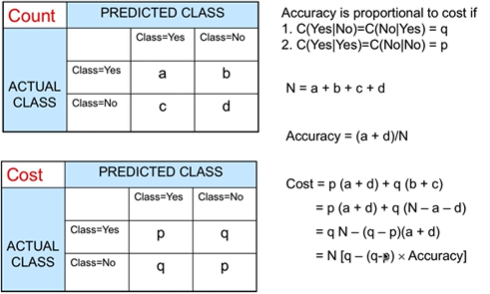 Count
PREDICTED CLASS
Class=Yes Class=No
ACTUAL CLASS
Class=Yes a b
Class=No c d
Accuracy is proportional to cost if
1. C(Yes|No)=C(No|Yes) = q
2. C(Yes|Yes)=C(No|No) = p
N = a + b + c + d
Accuracy = (a + d)/N
Cost
PREDICTED CLASS
Class=Yes Class=No
ACTUAL CLASS
Class=Yes p q
Class=No q p
Cost = p (a + d) + q (b + c)
= p (a + d) + q (N – a – d)
= q N – (q – p)(a + d)
= N [q – (q-p) × Accuracy]